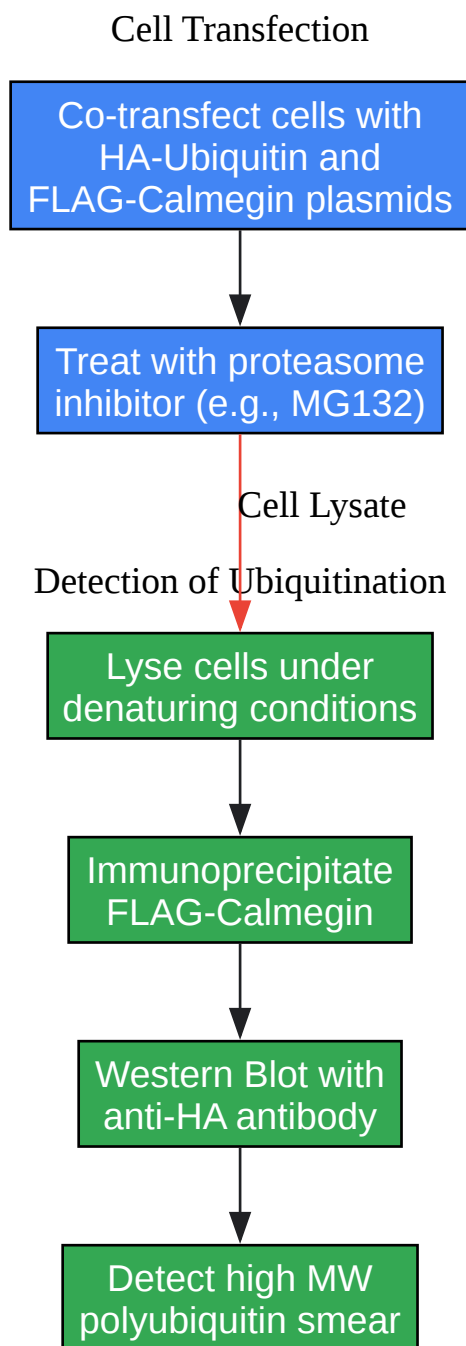 Cell Transfection
Co-transfect cells with
HA-Ubiquitin and
FLAG-Calmegin plasmids
Treat with proteasome
inhibitor (e.g., MG132)
Cell Lysate
Detection of Ubiquitination
Lyse cells under
denaturing conditions
Immunoprecipitate
FLAG-Calmegin
Western Blot with
anti-HA antibody
Detect high MW
polyubiquitin smear